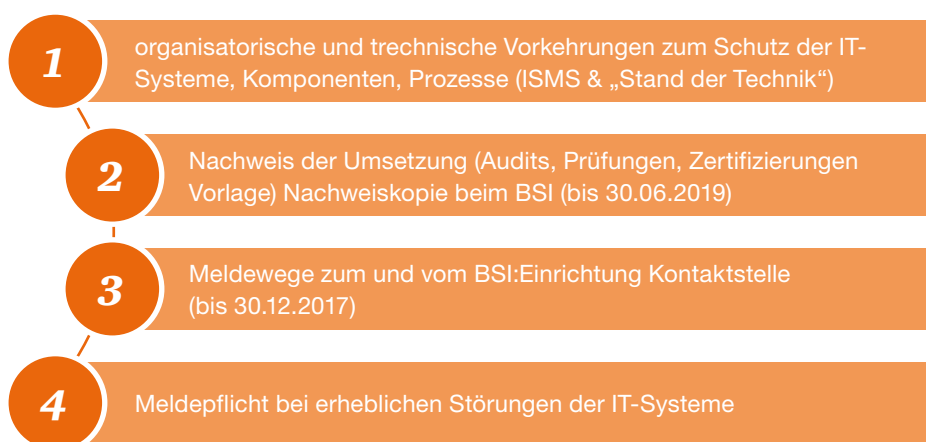 1
organisatorische und trechnische Vorkehrungen zum Schutz der IT-
Systeme, Komponenten, Prozesse (ISMS & „Stand der Technik“)
2
Nachweis der Umsetzung (Audits, Prüfungen, Zertifizierungen
Vorlage) Nachweiskopie beim BSI (bis 30.06.2019)
3
Meldewege zum und vom BSI:Einrichtung Kontaktstelle
(bis 30.12.2017)
4
Meldepflicht bei erheblichen Störungen der IT-Systeme